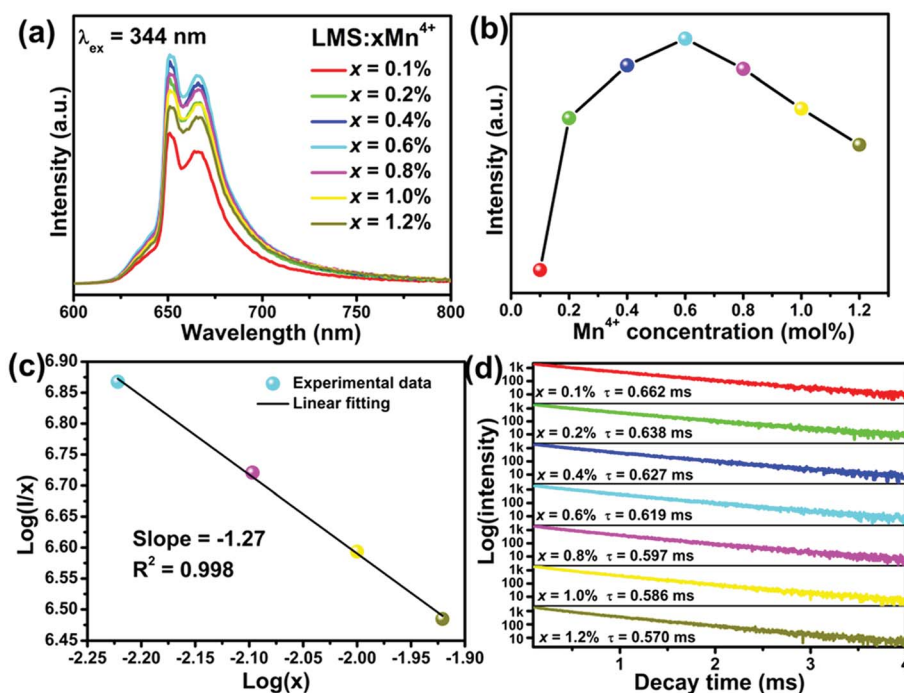 (a)
λex = 344 nm
LMS:xMn4+
x = 0.1%
x = 0.2%
x = 0.4%
x = 0.6%
x = 0.8%
x = 1.0%
x = 1.2%
Intensity (a.u.)
600 650 700 750 800
Wavelength (nm)
(b)
Intensity (a.u.)
0.0 0.2 0.4 0.6 0.8 1.0 1.2
Mn4+ concentration (mol%)
(c)
6.90
6.85
6.80
6.75
6.70
6.65
6.60
6.55
6.50
6.45
Log(I/x)
Experimental data
Linear fitting
Slope = -1.27
R2 = 0.998
-2.25 -2.20 -2.15 -2.10 -2.05 -2.00 -1.95 -1.90
Log(x)
(d)
Log(intensity)
1k
100
10
x = 0.1% τ = 0.662 ms
1k
100
10
x = 0.2% τ = 0.638 ms
1k
100
10
x = 0.4% τ = 0.627 ms
1k
100
10
x = 0.6% τ = 0.619 ms
1k
100
10
x = 0.8% τ = 0.597 ms
1k
100
10
x = 1.0% τ = 0.586 ms
1k
100
10
x = 1.2% τ = 0.570 ms
1 2 3 4
Decay time (ms)